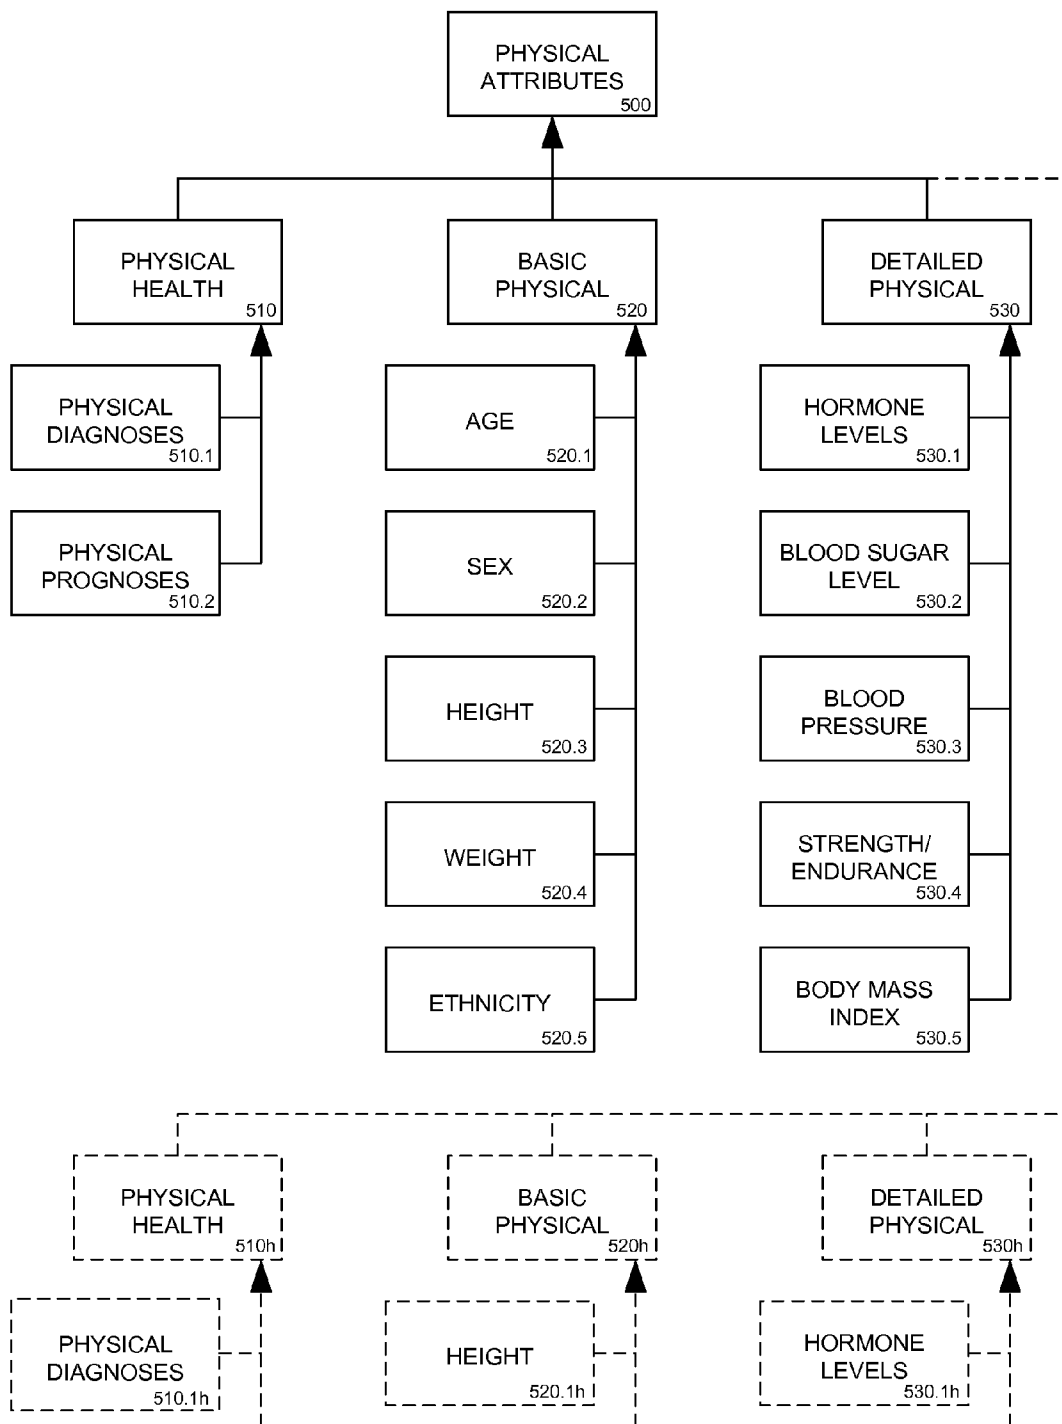 PHYSICAL
ATTRIBUTES
500
PHYSICAL
HEALTH
510
BASIC
PHYSICAL
520
DETAILED
PHYSICAL
530
PHYSICAL
DIAGNOSES
510.1
AGE
520.1
HORMONE
LEVELS
530.1
PHYSICAL
PROGNOSES
510.2
SEX
520.2
BLOOD SUGAR
LEVEL
530.2
HEIGHT
520.3
BLOOD
PRESSURE
530.3
WEIGHT
520.4
STRENGTH/
ENDURANCE
530.4
ETHNICITY
520.5
BODY MASS
INDEX
530.5
PHYSICAL
HEALTH
510h
BASIC
PHYSICAL
520h
DETAILED
PHYSICAL
530h
PHYSICAL
DIAGNOSES
510.1h
HEIGHT
520.1h
HORMONE
LEVELS
530.1h